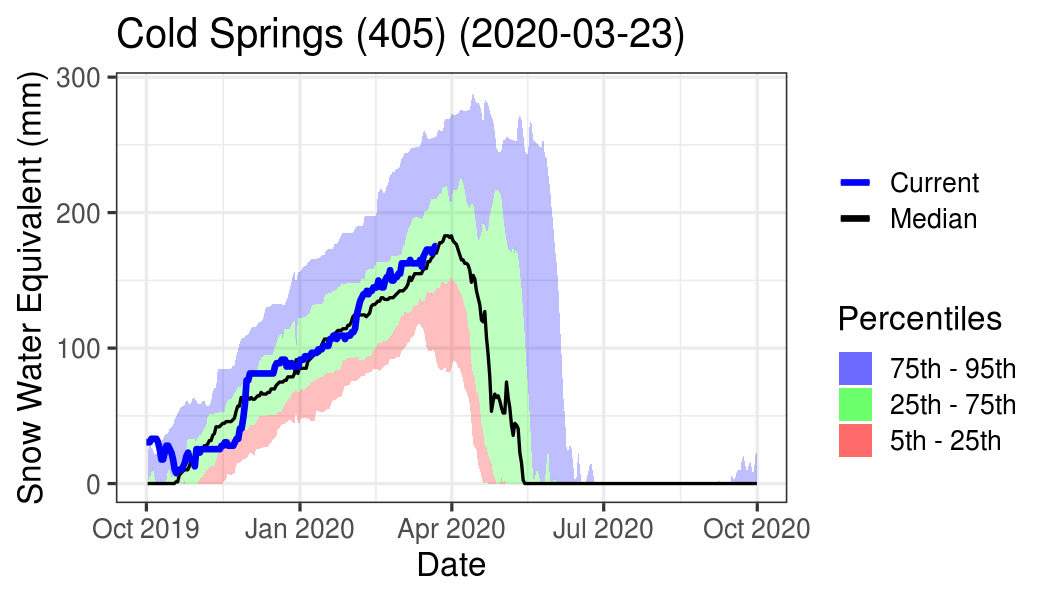 Cold Springs (405) (2020-03-23)
Snow Water Equivalent (mm)
300
200
100
0
Oct 2019 Jan 2020 Apr 2020 Jul 2020 Oct 2020
Date
Current
Median
Percentiles
75th - 95th
25th - 75th
5th - 25th